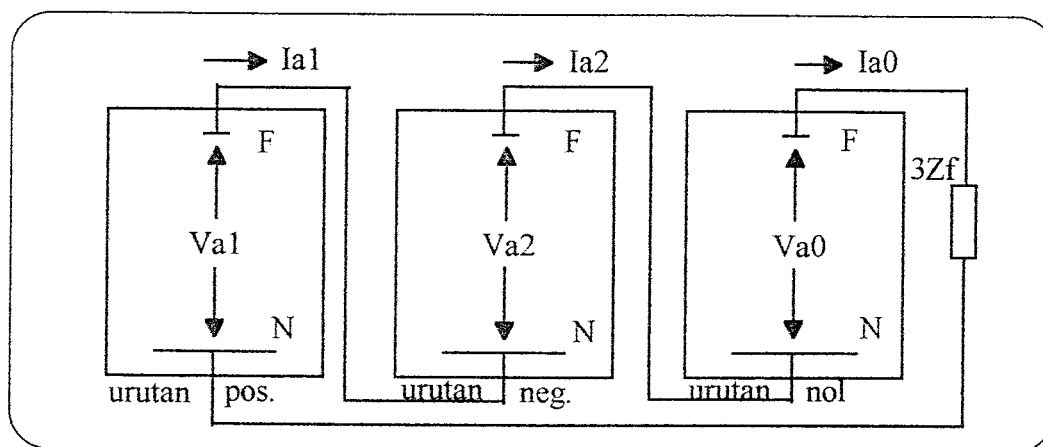 Ia1
Ia2
Ia0
F
F
F
3Zf
Va1
Va2
Va0
N
N
N
urutan pos.
urutan neg.
urutan nol